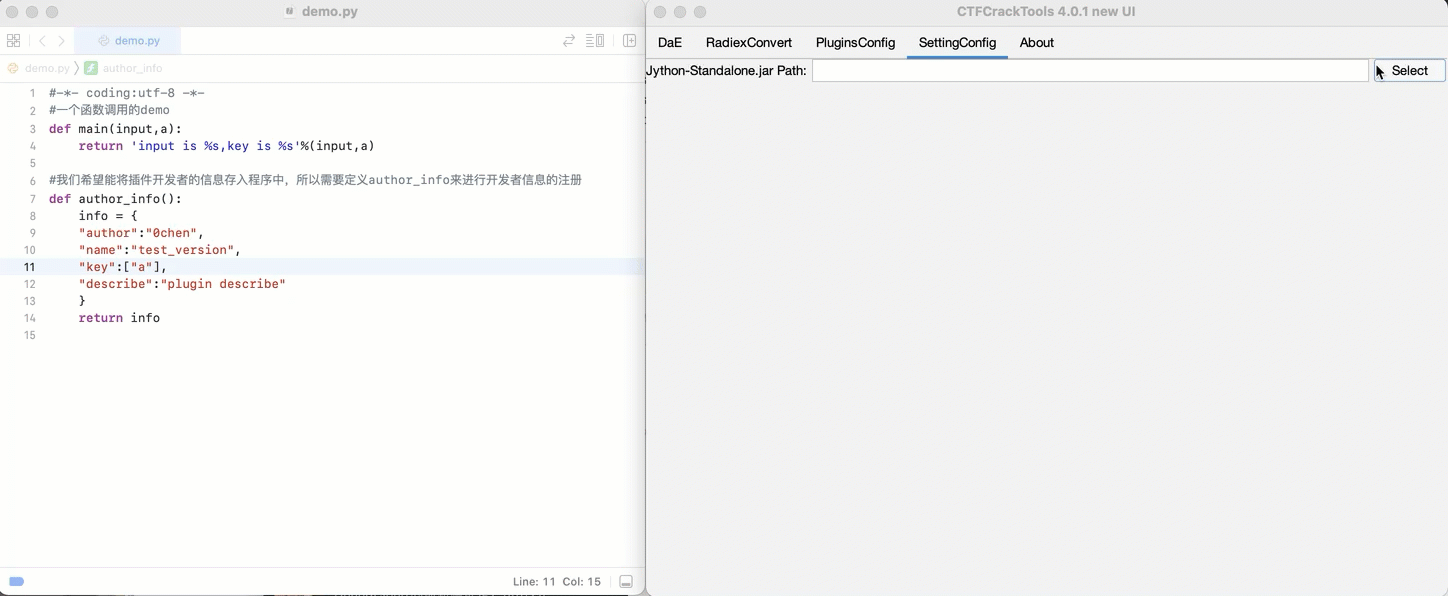 demo.py
demo.py
demo.py 〉 author_info
1 #-*- coding:utf-8 -*-
2 #一个函数调用的demo
3 def main(input,a):
4 return 'input is %s,key is %s'%(input,a)
5
6 #我们希望能将插件开发者的信息存入程序中，所以需要定义author_info来进行开发者信息的注册
7 def author_info():
8 info = {
9 "author":"0chen",
10 "name":"test_version",
11 "key":["a"],
12 "describe":"plugin describe"
13 }
14 return info
15
Line: 11 Col: 15
CTFCrackTools 4.0.1 new UI
DaE RadiexConvert PluginsConfig SettingConfig About
Jython-Standalone.jar Path: Select